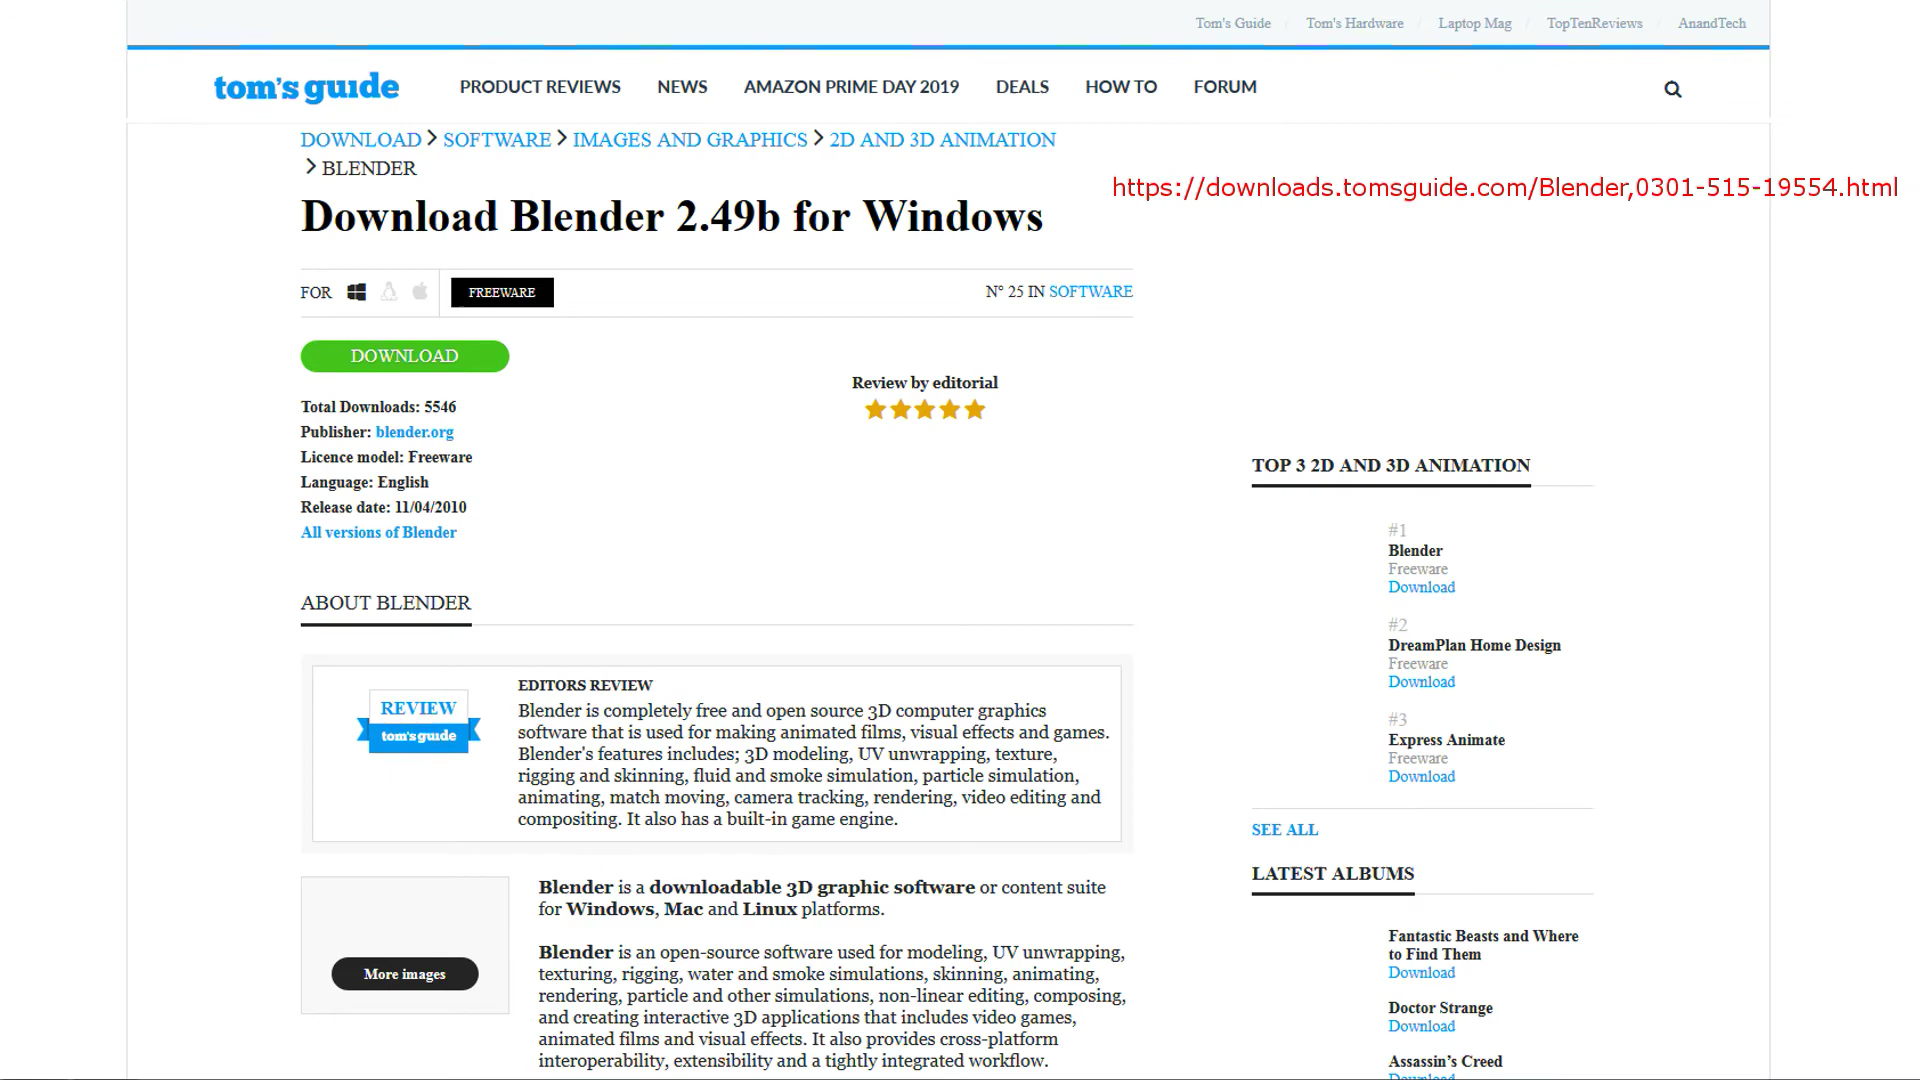 Tom's Guide / Tom's Hardware / Laptop Mag / TopTenReviews / AnandTech
tom's guide
PRODUCT REVIEWS NEWS AMAZON PRIME DAY 2019 DEALS HOW TO FORUM
DOWNLOAD > SOFTWARE > IMAGES AND GRAPHICS > 2D AND 3D ANIMATION
> BLENDER
https://downloads.tomsguide.com/Blender,0301-515-19554.html
Download Blender 2.49b for Windows
FOR FREEWARE N° 25 IN SOFTWARE
DOWNLOAD
Review by editorial
Total Downloads: 5546
Publisher: blender.org
Licence model: Freeware
Language: English
Release date: 11/04/2010
All versions of Blender
ABOUT BLENDER
REVIEW
tom's guide
EDITORS REVIEW
Blender is completely free and open source 3D computer graphics
software that is used for making animated films, visual effects and games.
Blender's features includes; 3D modeling, UV unwrapping, texture,
rigging and skinning, fluid and smoke simulation, particle simulation,
animating, match moving, camera tracking, rendering, video editing and
compositing. It also has a built-in game engine.
More images
Blender is a downloadable 3D graphic software or content suite
for Windows, Mac and Linux platforms.
Blender is an open-source software used for modeling, UV unwrapping,
texturing, rigging, water and smoke simulations, skinning, animating,
rendering, particle and other simulations, non-linear editing, composing,
and creating interactive 3D applications that includes video games,
animated films and visual effects. It also provides cross-platform
interoperability, extensibility and a tightly integrated workflow.
TOP 3 2D AND 3D ANIMATION
#1
Blender
Freeware
Download
#2
DreamPlan Home Design
Freeware
Download
#3
Express Animate
Freeware
Download
SEE ALL
LATEST ALBUMS
Fantastic Beasts and Where
to Find Them
Download
Doctor Strange
Download
Assassin's Creed
Download